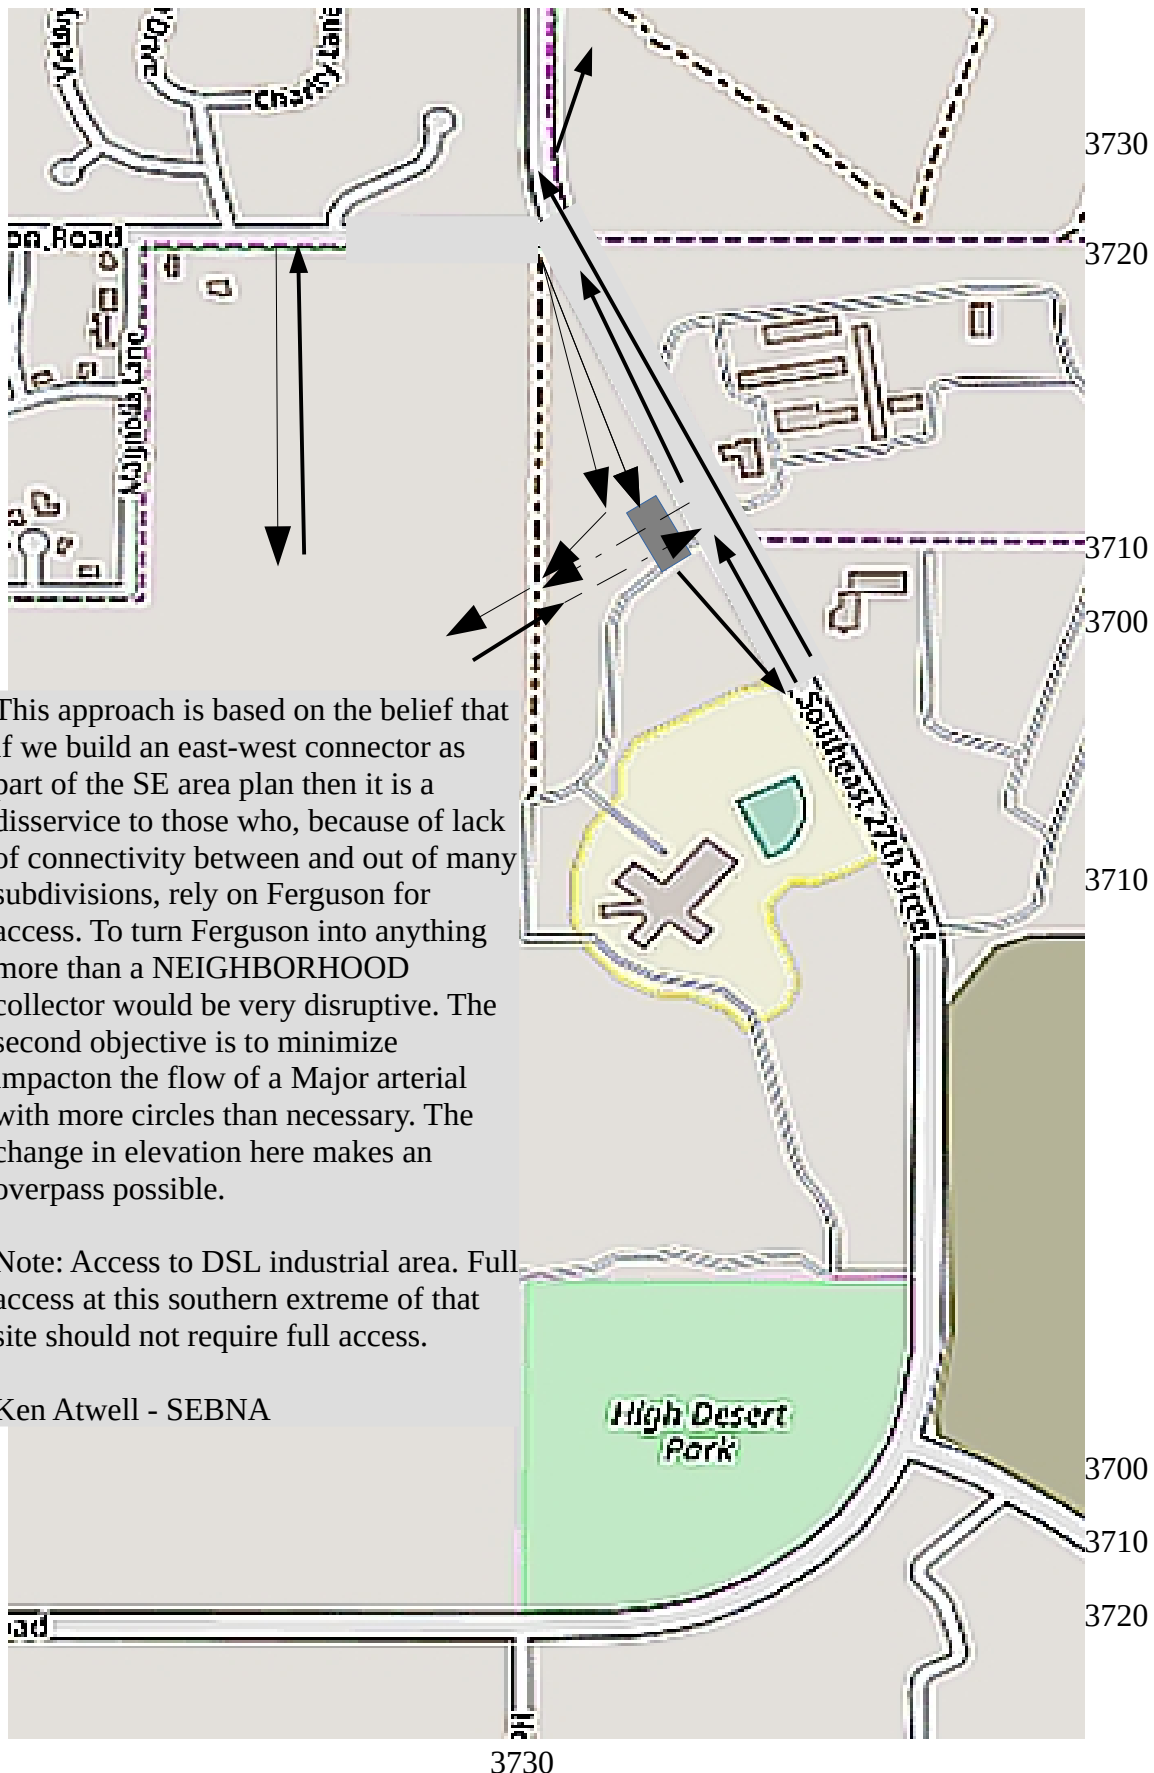 Victory
Drive
Charity Lane
3730
on Road
3720
Magnolia Lane
3710
3700
Southeast 27th Street
This approach is based on the belief that
if we build an east-west connector as
part of the SE area plan then it is a
disservice to those who, because of lack
of connectivity between and out of many
subdivisions, rely on Ferguson for
access. To turn Ferguson into anything
more than a NEIGHBORHOOD
collector would be very disruptive. The
second objective is to minimize
impacton the flow of a Major arterial
with more circles than necessary. The
change in elevation here makes an
overpass possible.
Note: Access to DSL industrial area. Full
access at this southern extreme of that
site should not require full access.
Ken Atwell - SEBNA
3710
High Desert
Park
3700
3710
3720
oad
3730